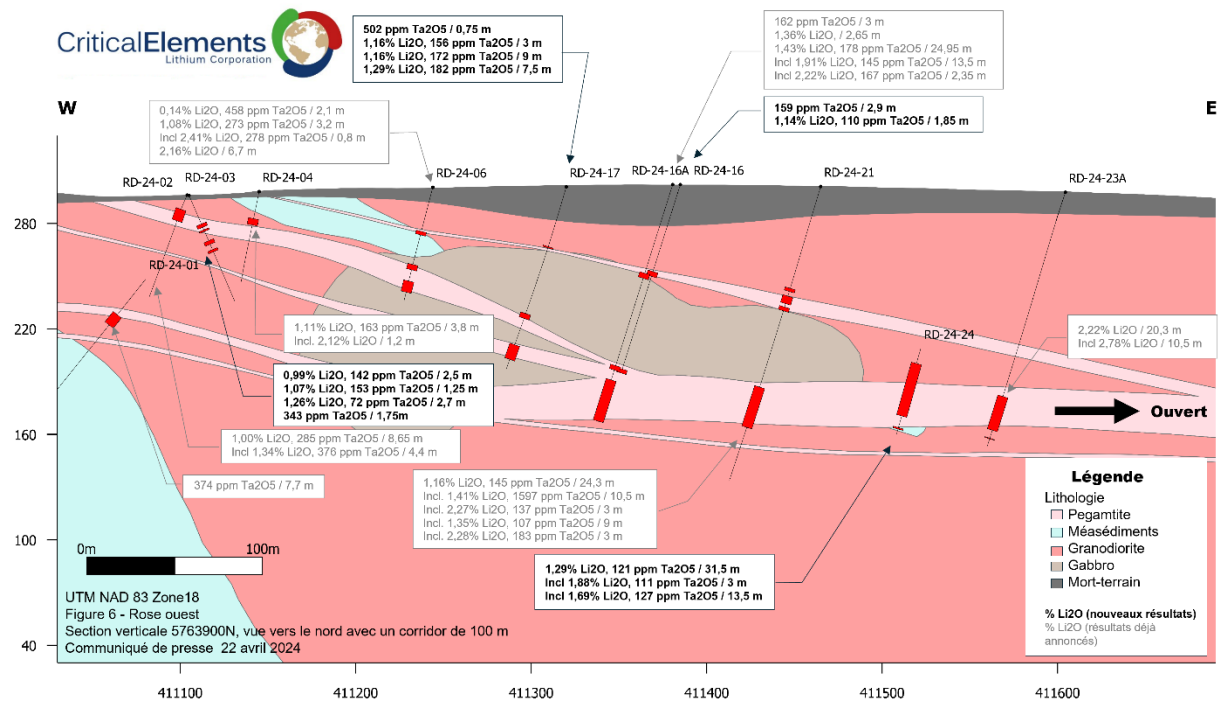 CriticalElements
Lithium Corporation
502 ppm Ta2O5 / 0,75 m
1,16% Li2O, 156 ppm Ta2O5 / 3 m
1,16% Li2O, 172 ppm Ta2O5 / 9 m
1,29% Li2O, 182 ppm Ta2O5 / 7,5 m
162 ppm Ta2O5 / 3 m
1,36% Li2O, / 2,65 m
1,43% Li2O, 178 ppm Ta2O5 / 24,95 m
Incl 1,91% Li2O, 145 ppm Ta2O5 / 13,5 m
Incl 2,22% Li2O, 167 ppm Ta2O5 / 2,35 m
159 ppm Ta2O5 / 2,9 m
1,14% Li2O, 110 ppm Ta2O5 / 1,85 m
W
E
0,14% Li2O, 458 ppm Ta2O5 / 2,1 m
1,08% Li2O, 273 ppm Ta2O5 / 3,2 m
Incl 2,41% Li2O, 278 ppm Ta2O5 / 0,8 m
2,16% Li2O / 6,7 m
RD-24-02
RD-24-03
RD-24-04
RD-24-06
RD-24-17
RD-24-16A
RD-24-16
RD-24-21
RD-24-23A
RD-24-01
RD-24-24
280
220
160
100
40
1,11% Li2O, 163 ppm Ta2O5 / 3,8 m
Incl. 2,12% Li2O / 1,2 m
2,22% Li2O / 20,3 m
Incl 2,78% Li2O / 10,5 m
0,99% Li2O, 142 ppm Ta2O5 / 2,5 m
1,07% Li2O, 153 ppm Ta2O5 / 1,25 m
1,26% Li2O, 72 ppm Ta2O5 / 2,7 m
343 ppm Ta2O5 / 1,75m
Ouvert
1,00% Li2O, 285 ppm Ta2O5 / 8,65 m
Incl 1,34% Li2O, 376 ppm Ta2O5 / 4,4 m
374 ppm Ta2O5 / 7,7 m
1,16% Li2O, 145 ppm Ta2O5 / 24,3 m
Incl. 1,41% Li2O, 1597 ppm Ta2O5 / 10,5 m
Incl. 2,27% Li2O, 137 ppm Ta2O5 / 3 m
Incl. 1,35% Li2O, 107 ppm Ta2O5 / 9 m
Incl. 2,28% Li2O, 183 ppm Ta2O5 / 3 m
1,29% Li2O, 121 ppm Ta2O5 / 31,5 m
Incl 1,88% Li2O, 111 ppm Ta2O5 / 3 m
Incl 1,69% Li2O, 127 ppm Ta2O5 / 13,5 m
Légende
Lithologie
Pegamtite
Méasédiments
Granodiorite
Gabbro
Mort-terrain
% Li2O (nouveaux résultats)
% Li2O (résultats déjà
annoncés)
0m
100m
UTM NAD 83 Zone18
Figure 6 - Rose ouest
Section verticale 5763900N, vue vers le nord avec un corridor de 100 m
Communiqué de presse 22 avril 2024
411100
411200
411300
411400
411500
411600